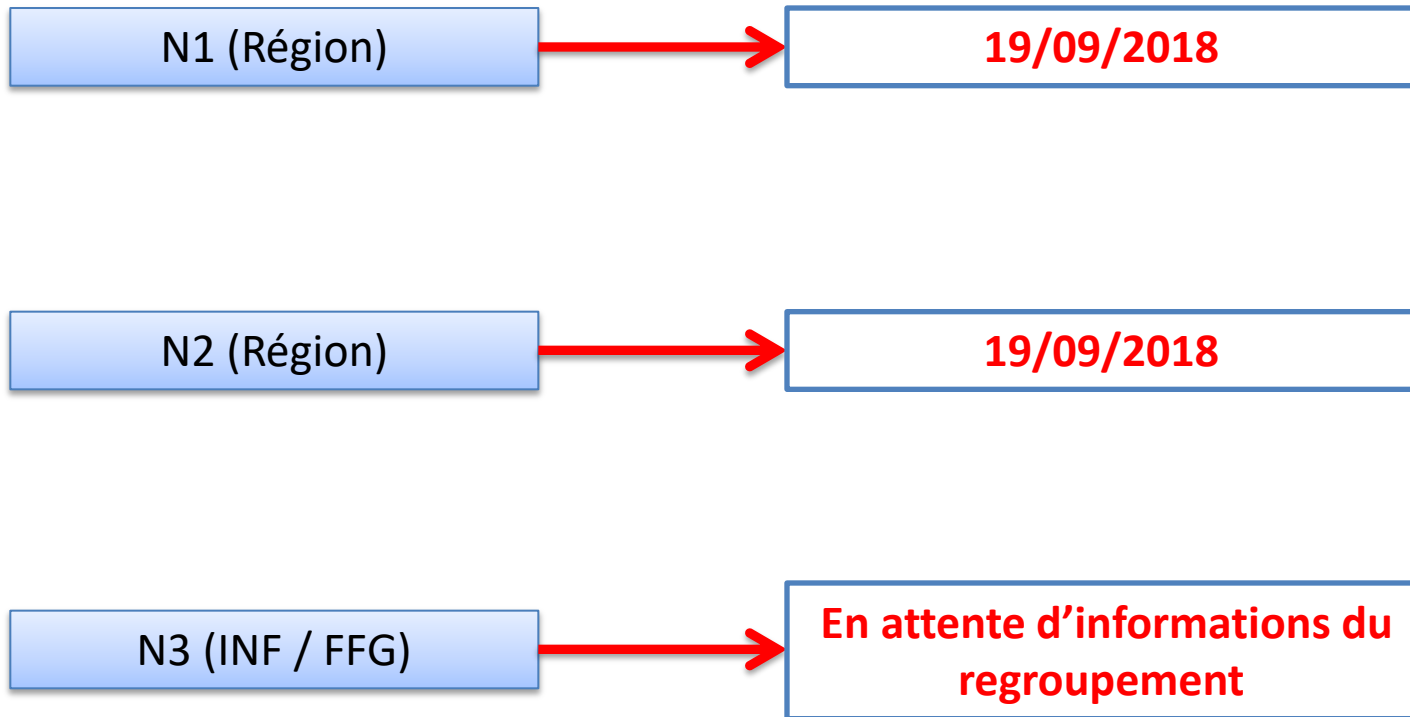 N1 (Région)
19/09/2018
N2 (Région)
19/09/2018
N3 (INF / FFG)
En attente d’informations du
regroupement